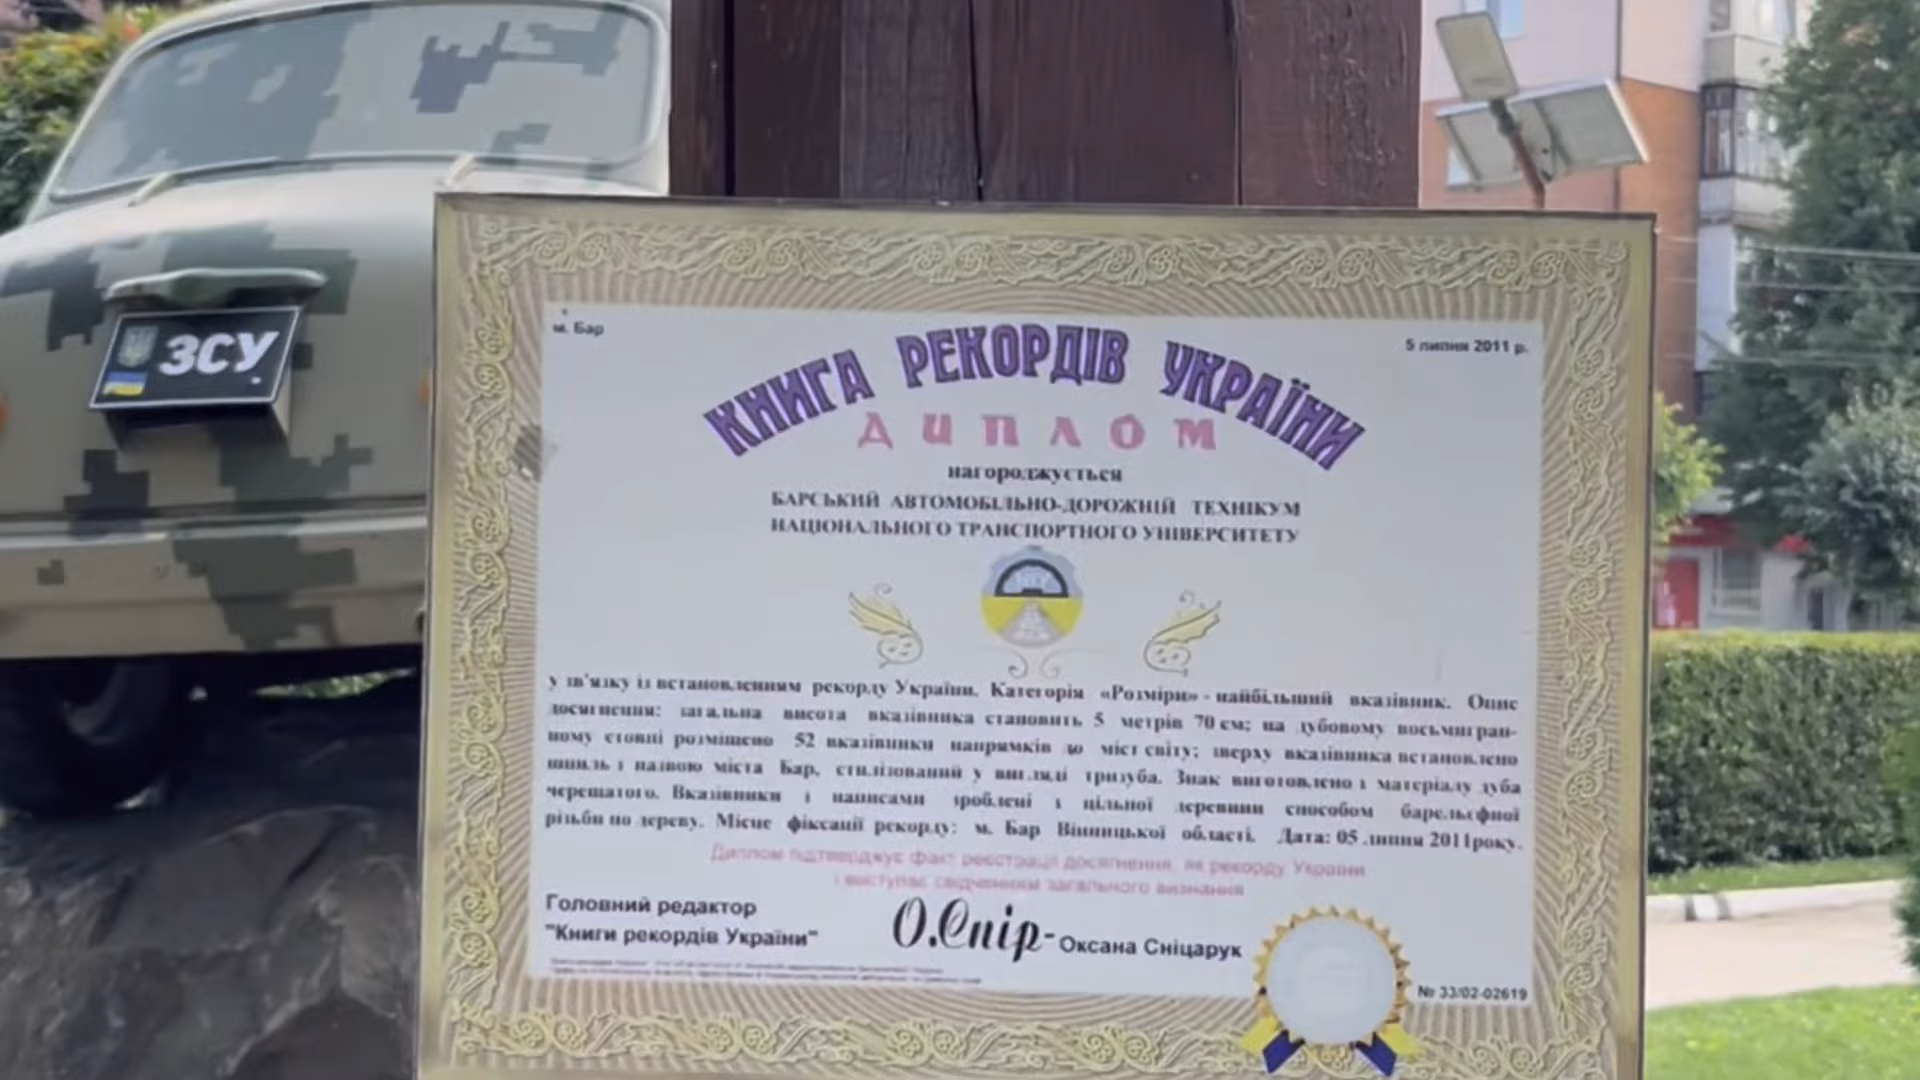 ЗСУ
м. Бар
5 липня 2011 р.
КНИГА РЕКОРДІВ УКРАЇНИ
ДИПЛОМ
нагороджується
БАРСЬКИЙ АВТОМОБІЛЬНО-ДОРОЖНІЙ ТЕХНІКУМ
НАЦІОНАЛЬНОГО ТРАНСПОРТНОГО УНІВЕРСИТЕТУ
у зв'язку із встановленням рекорду України. Категорія «Розміри» - найбільший вказівник. Опис
досягнення: загальна висота вказівника становить 5 метрів 70 см; на дубовому восьмигран-
ному стовпі розміщено 52 вказівники напрямків до міст світу; зверху вказівника встановлено
шпиль з назвою міста Бар, стилізований у вигляді тризуба. Знак виготовлено з матеріалу дуба
черешатого. Вказівники з написами зроблені з цільної деревини способом барельєфної
різьби по дереву. Місце фіксації рекорду: м. Бар Вінницької області. Дата: 05 липня 2011року.
Диплом підтверджує факт реєстрації досягнення, як рекорду України
і виступає свідченням загального визнання
Головний редактор
"Книги рекордів України"
О.Спір- Оксана Сніцарук
№ 33/02-02619